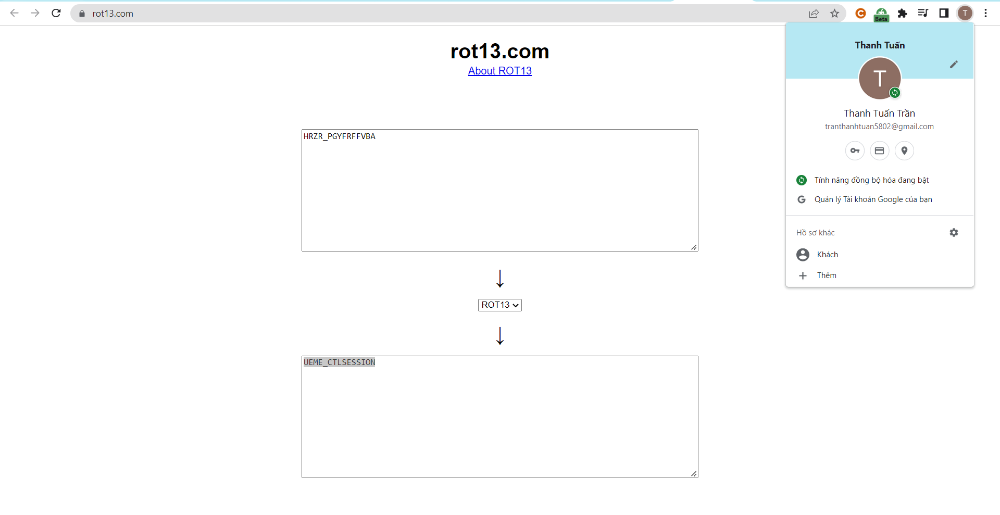 rot13.com
Beta
T
rot13.com
About ROT13
HRZR_PGYFRFFVBA
↓
ROT13
↓
UEME_CTLSESSION
Thanh Tuấn
T
Thanh Tuấn Trần
tranthanhtuan5802@gmail.com
Tính năng đồng bộ hóa đang bật
G Quản lý Tài khoản Google của bạn
Hồ sơ khác
Khách
+ Thêm